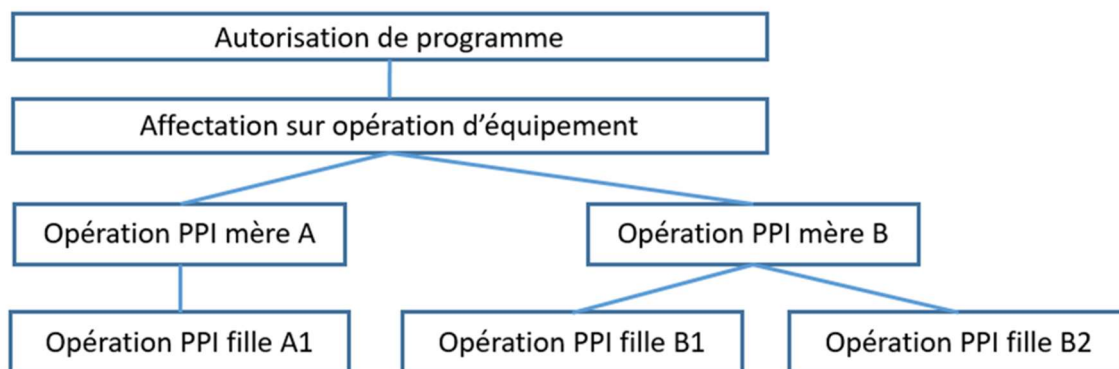 Autorisation de programme
Affectation sur opération d'équipement
Opération PPI mère A
Opération PPI mère B
Opération PPI fille A1
Opération PPI fille B1
Opération PPI fille B2